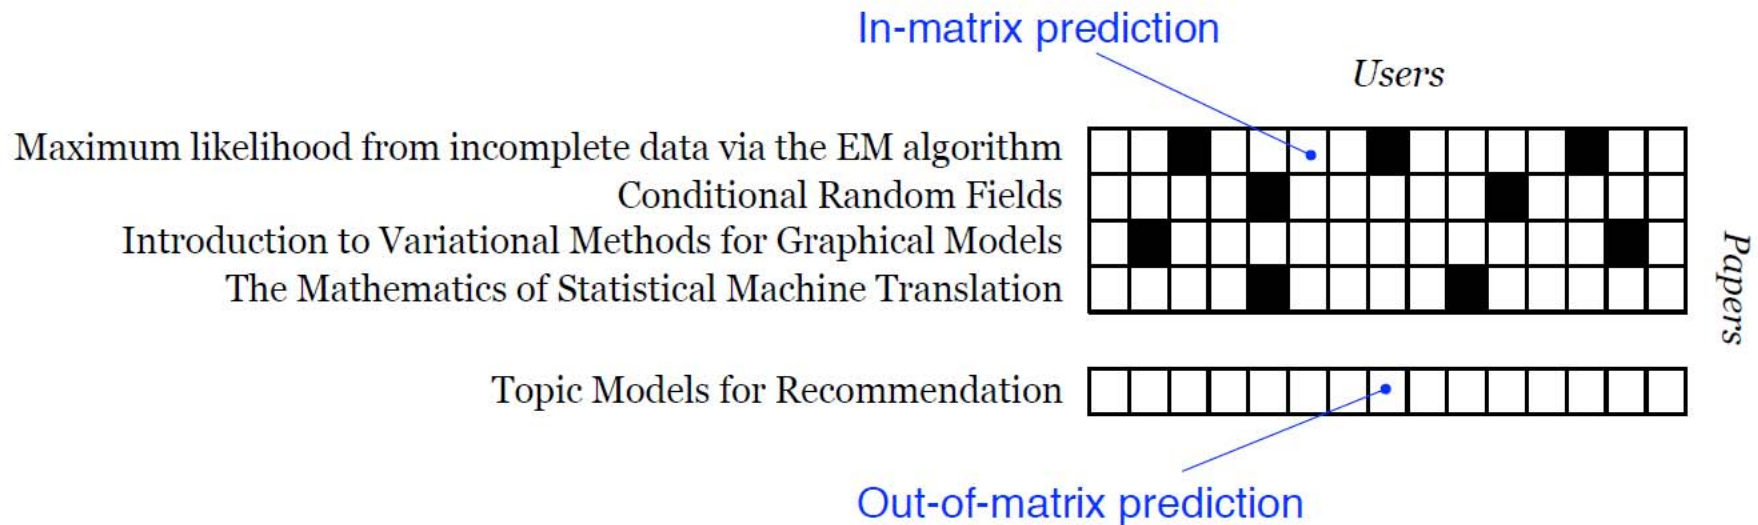 In-matrix prediction
Users
Maximum likelihood from incomplete data via the EM algorithm
Conditional Random Fields
Introduction to Variational Methods for Graphical Models
The Mathematics of Statistical Machine Translation
Papers
Topic Models for Recommendation
Out-of-matrix prediction